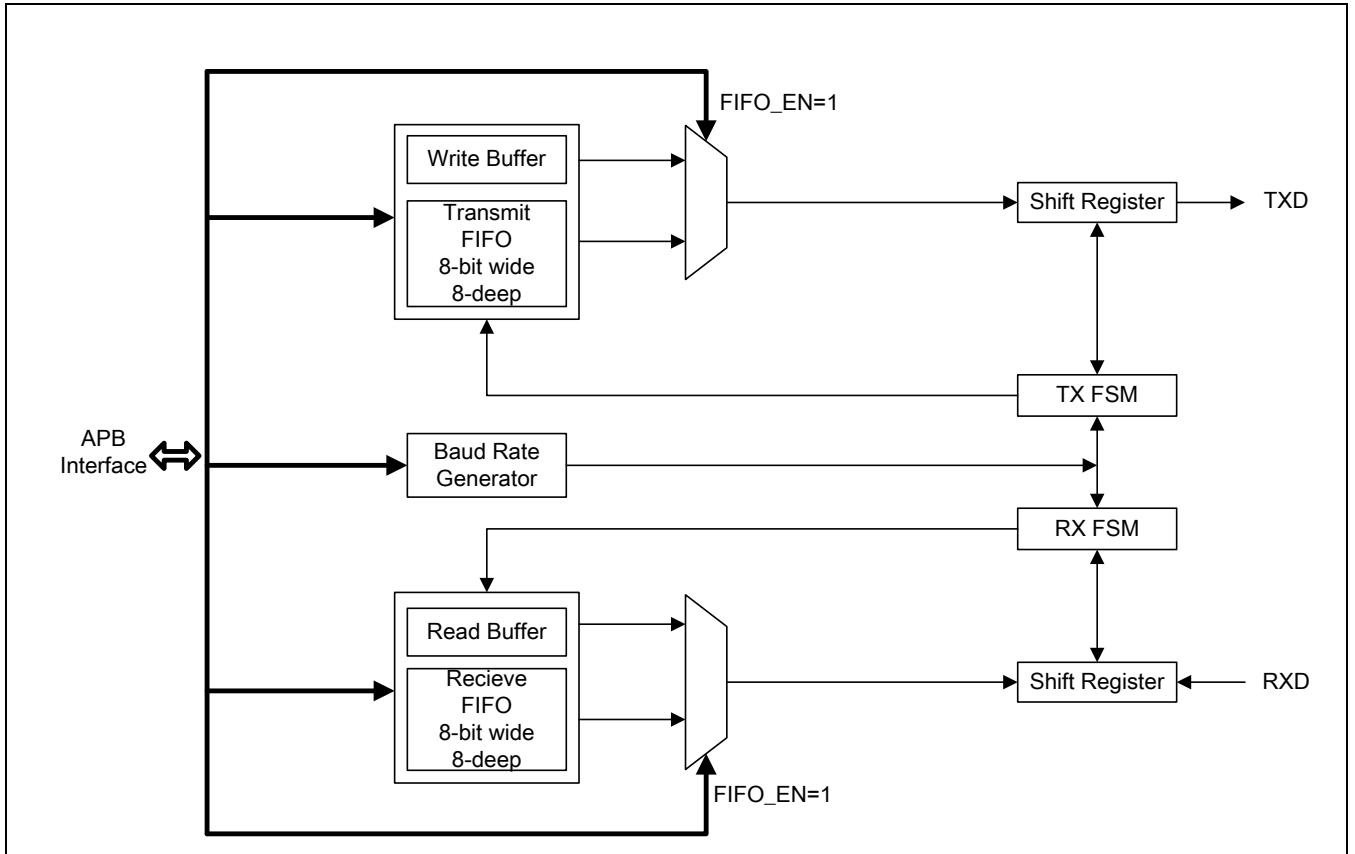 FIFO_EN=1
Write Buffer
Transmit
FIFO
8-bit wide
8-deep
Shift Register
TXD
TX FSM
APB
Interface
Baud Rate
Generator
RX FSM
Read Buffer
Recieve
FIFO
8-bit wide
8-deep
Shift Register
RXD
FIFO_EN=1